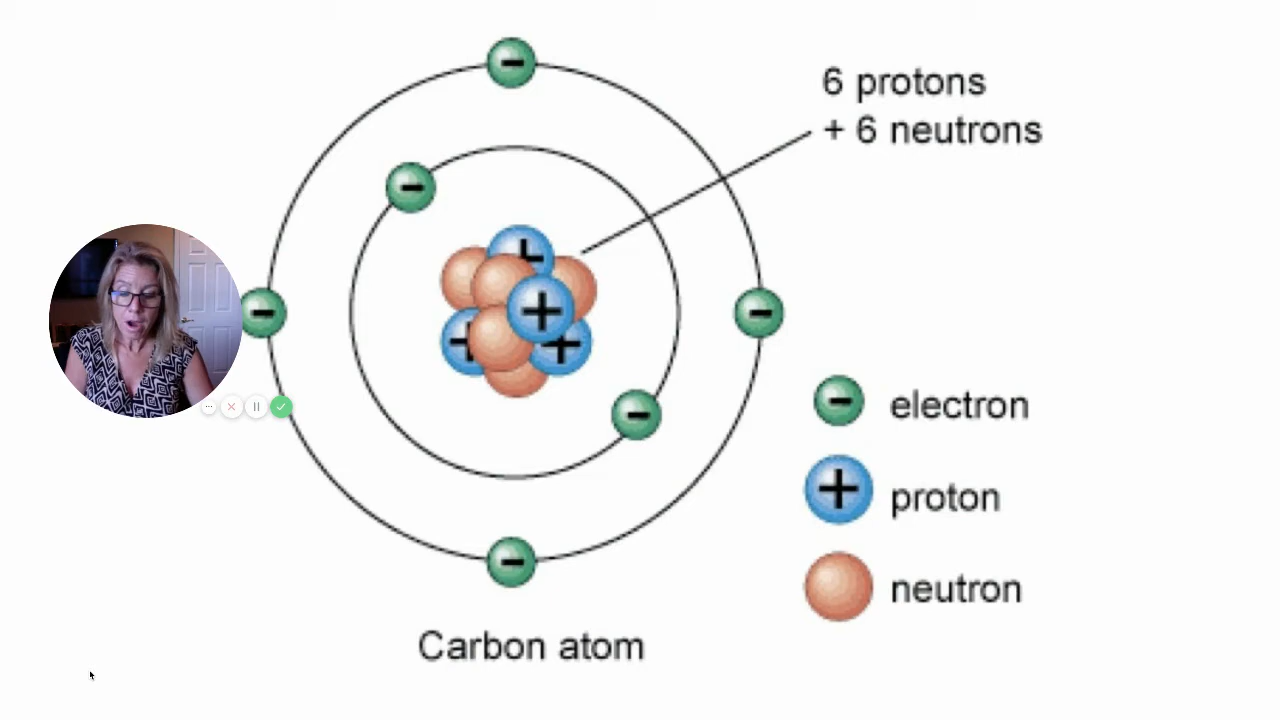 6 protons
+ 6 neutrons
electron
proton
neutron
Carbon atom